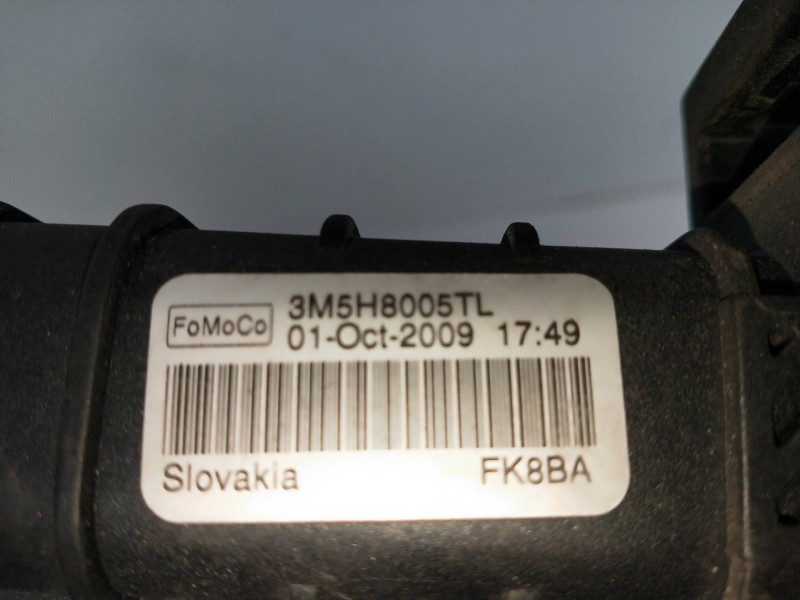 FoMoCo
3M5H8005TL
01-Oct-2009 17:49
Slovakia FK8BA